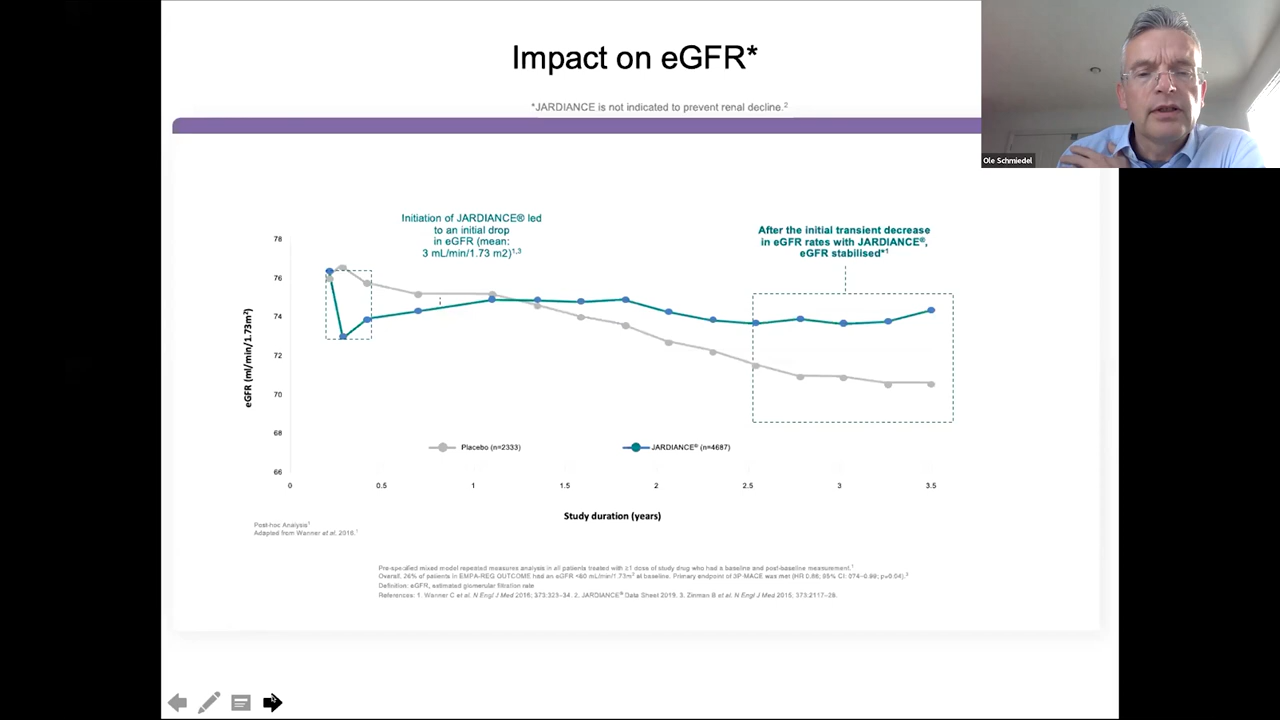 Impact on eGFR*
*JARDIANCE is not indicated to prevent renal decline.2
Ole Schmiedel
Initiation of JARDIANCE® led
to an initial drop
in eGFR (mean:
3 mL/min/1.73 m2)1,3
After the initial transient decrease
in eGFR rates with JARDIANCE®,
eGFR stabilised*1
78
76
74
72
70
68
66
eGFR (ml/min/1.73m²)
Placebo (n=2333)
JARDIANCE® (n=4687)
0
0.5
1
1.5
2
2.5
3
3.5
Study duration (years)
Post-hoc Analysis
Adapted from Wanner et al. 2016.1
Pre-specified mixed model repeated measures analysis in all patients treated with ≥1 dose of study drug who had a baseline and post-baseline measurement.1
Overall, 26% of patients in EMPA-REG OUTCOME had an eGFR <60 mL/min/1.73m² at baseline. Primary endpoint of 3P-MACE was met (HR 0.86; 95% CI: 074–0.99; p=0.04).3
Definition: eGFR, estimated glomerular filtration rate
References: 1. Wanner C et al. N Engl J Med 2016; 373:323–34. 2. JARDIANCE® Data Sheet 2019. 3. Zinman B et al. N Engl J Med 2015, 373:2117–28.